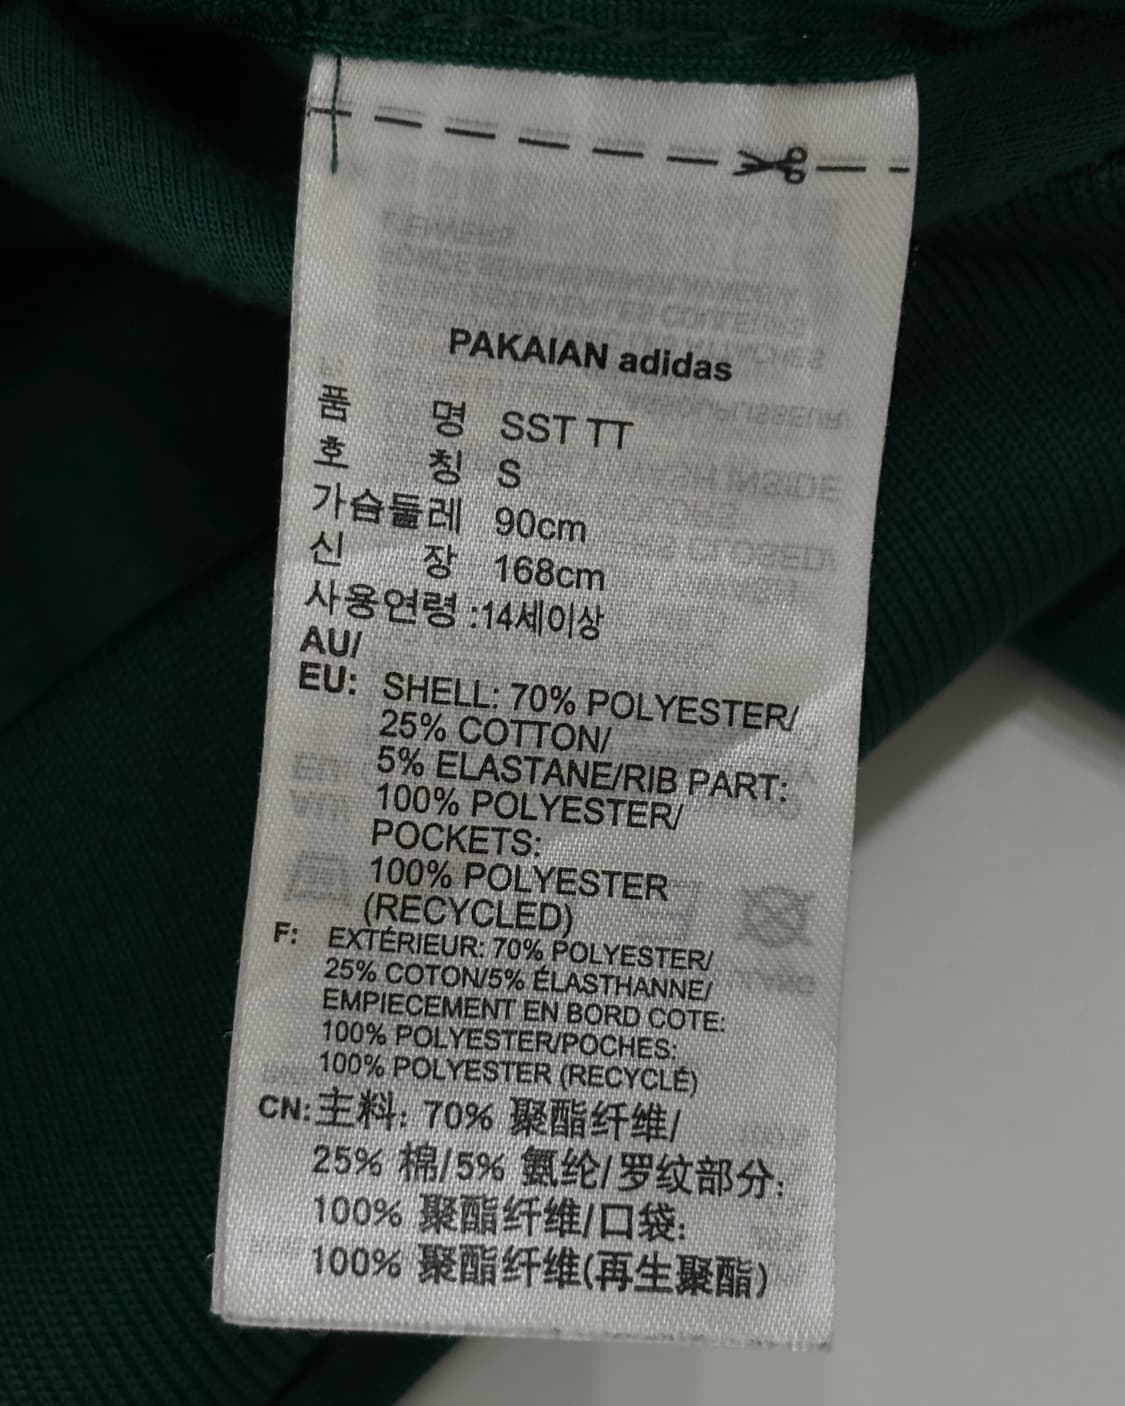 PAKAIAN adidas
품 명 SST TT
호 칭 S
가슴둘레 90cm
신 장 168cm
사용연령 :14세이상
AU/
EU: SHELL: 70% POLYESTER/
25% COTTON/
5% ELASTANE/RIB PART:
100% POLYESTER/
POCKETS:
100% POLYESTER
(RECYCLED)
F: EXTÉRIEUR: 70% POLYESTER/
25% COTON/5% ÉLASTHANNE/
EMPIECEMENT EN BORD COTE:
100% POLYESTER/POCHES:
100% POLYESTER (RECYCLÉ)
CN: 主料: 70% 聚酯纤维/
25% 棉/5% 氨纶/罗纹部分:
100% 聚酯纤维/口袋:
100% 聚酯纤维(再生聚酯)